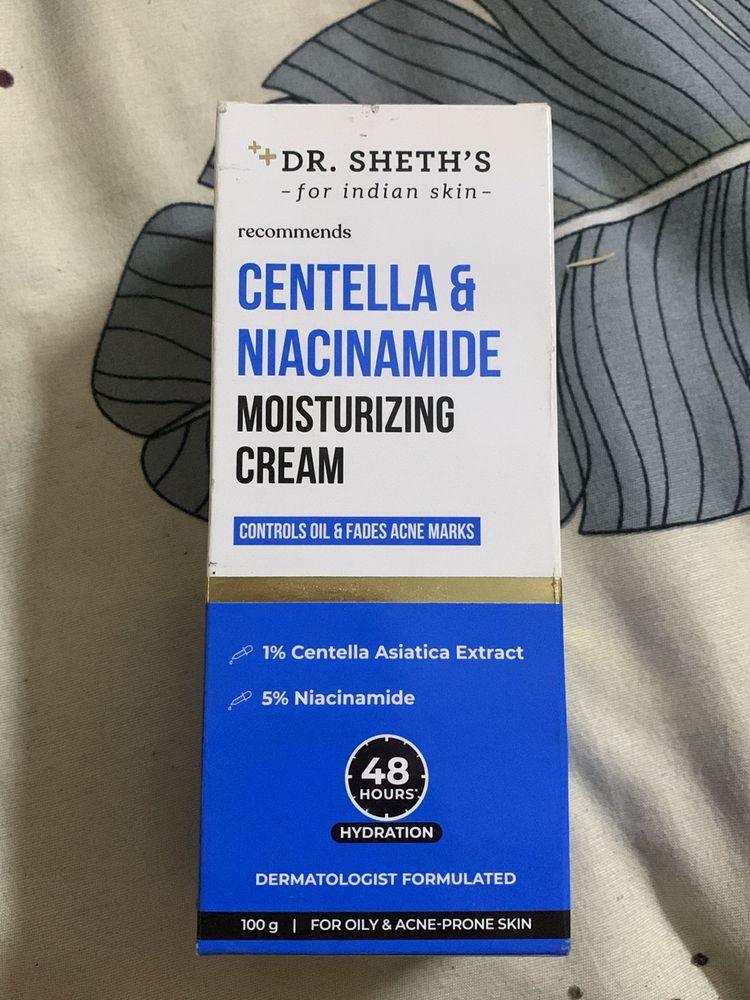 DR. SHETH'S
-for indian skin-
recommends
CENTELLA &
NIACINAMIDE
MOISTURIZING
CREAM
CONTROLS OIL & FADES ACNE MARKS
1% Centella Asiatica Extract
5% Niacinamide
48
HOURS*
HYDRATION
DERMATOLOGIST FORMULATED
100 g | FOR OILY & ACNE-PRONE SKIN